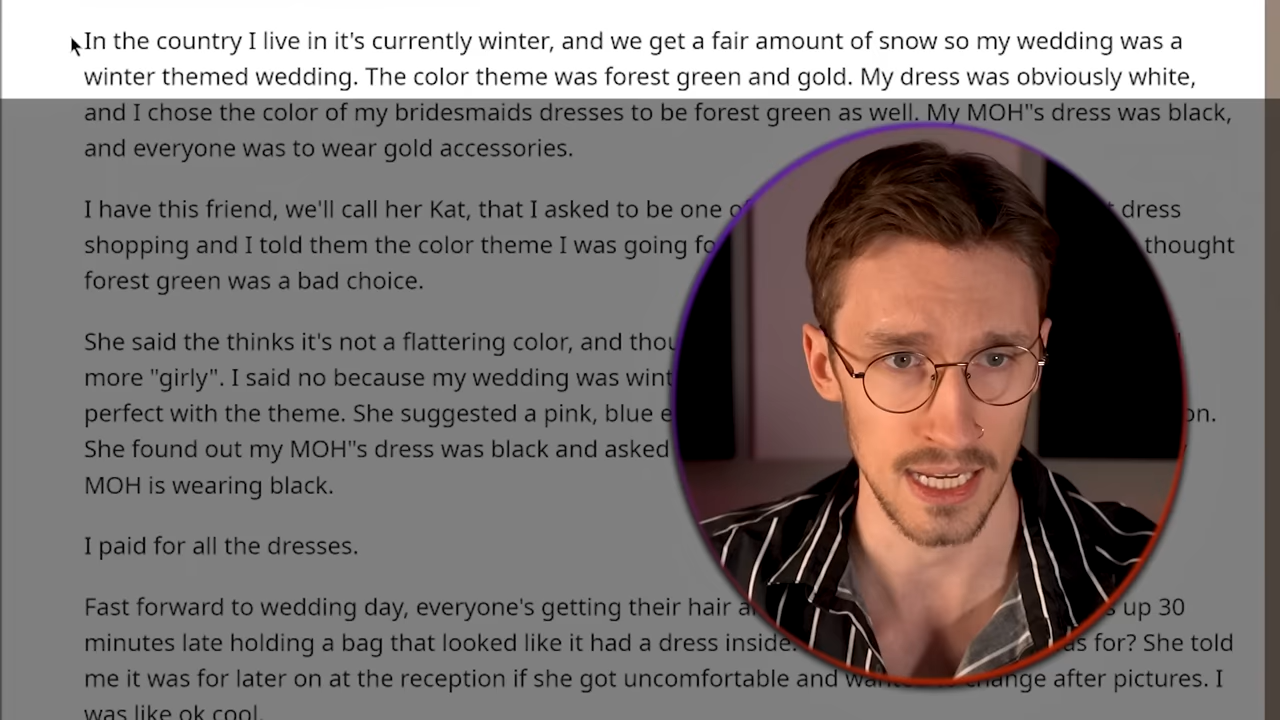 In the country I live in it's currently winter, and we get a fair amount of snow so my wedding was a
winter themed wedding. The color theme was forest green and gold. My dress was obviously white,
and I chose the color of my bridesmaids dresses to be forest green as well. My MOH"s dress was black,
and everyone was to wear gold accessories.
I have this friend, we'll call her Kat, that I asked to be one dress
shopping and I told them the color theme I was going thought
forest green was a bad choice.
She said the thinks it's not a flattering color, and
more "girly". I said no because my wedding was
perfect with the theme. She suggested a pink, blue
She found out my MOH"s dress was black and asked
MOH is wearing black.
I paid for all the dresses.
Fast forward to wedding day, everyone's getting their hair up 30
minutes late holding a bag that looked like it had a dress inside. for? She told
me it was for later on at the reception if she got uncomfortable and change after pictures. I
was like ok cool.